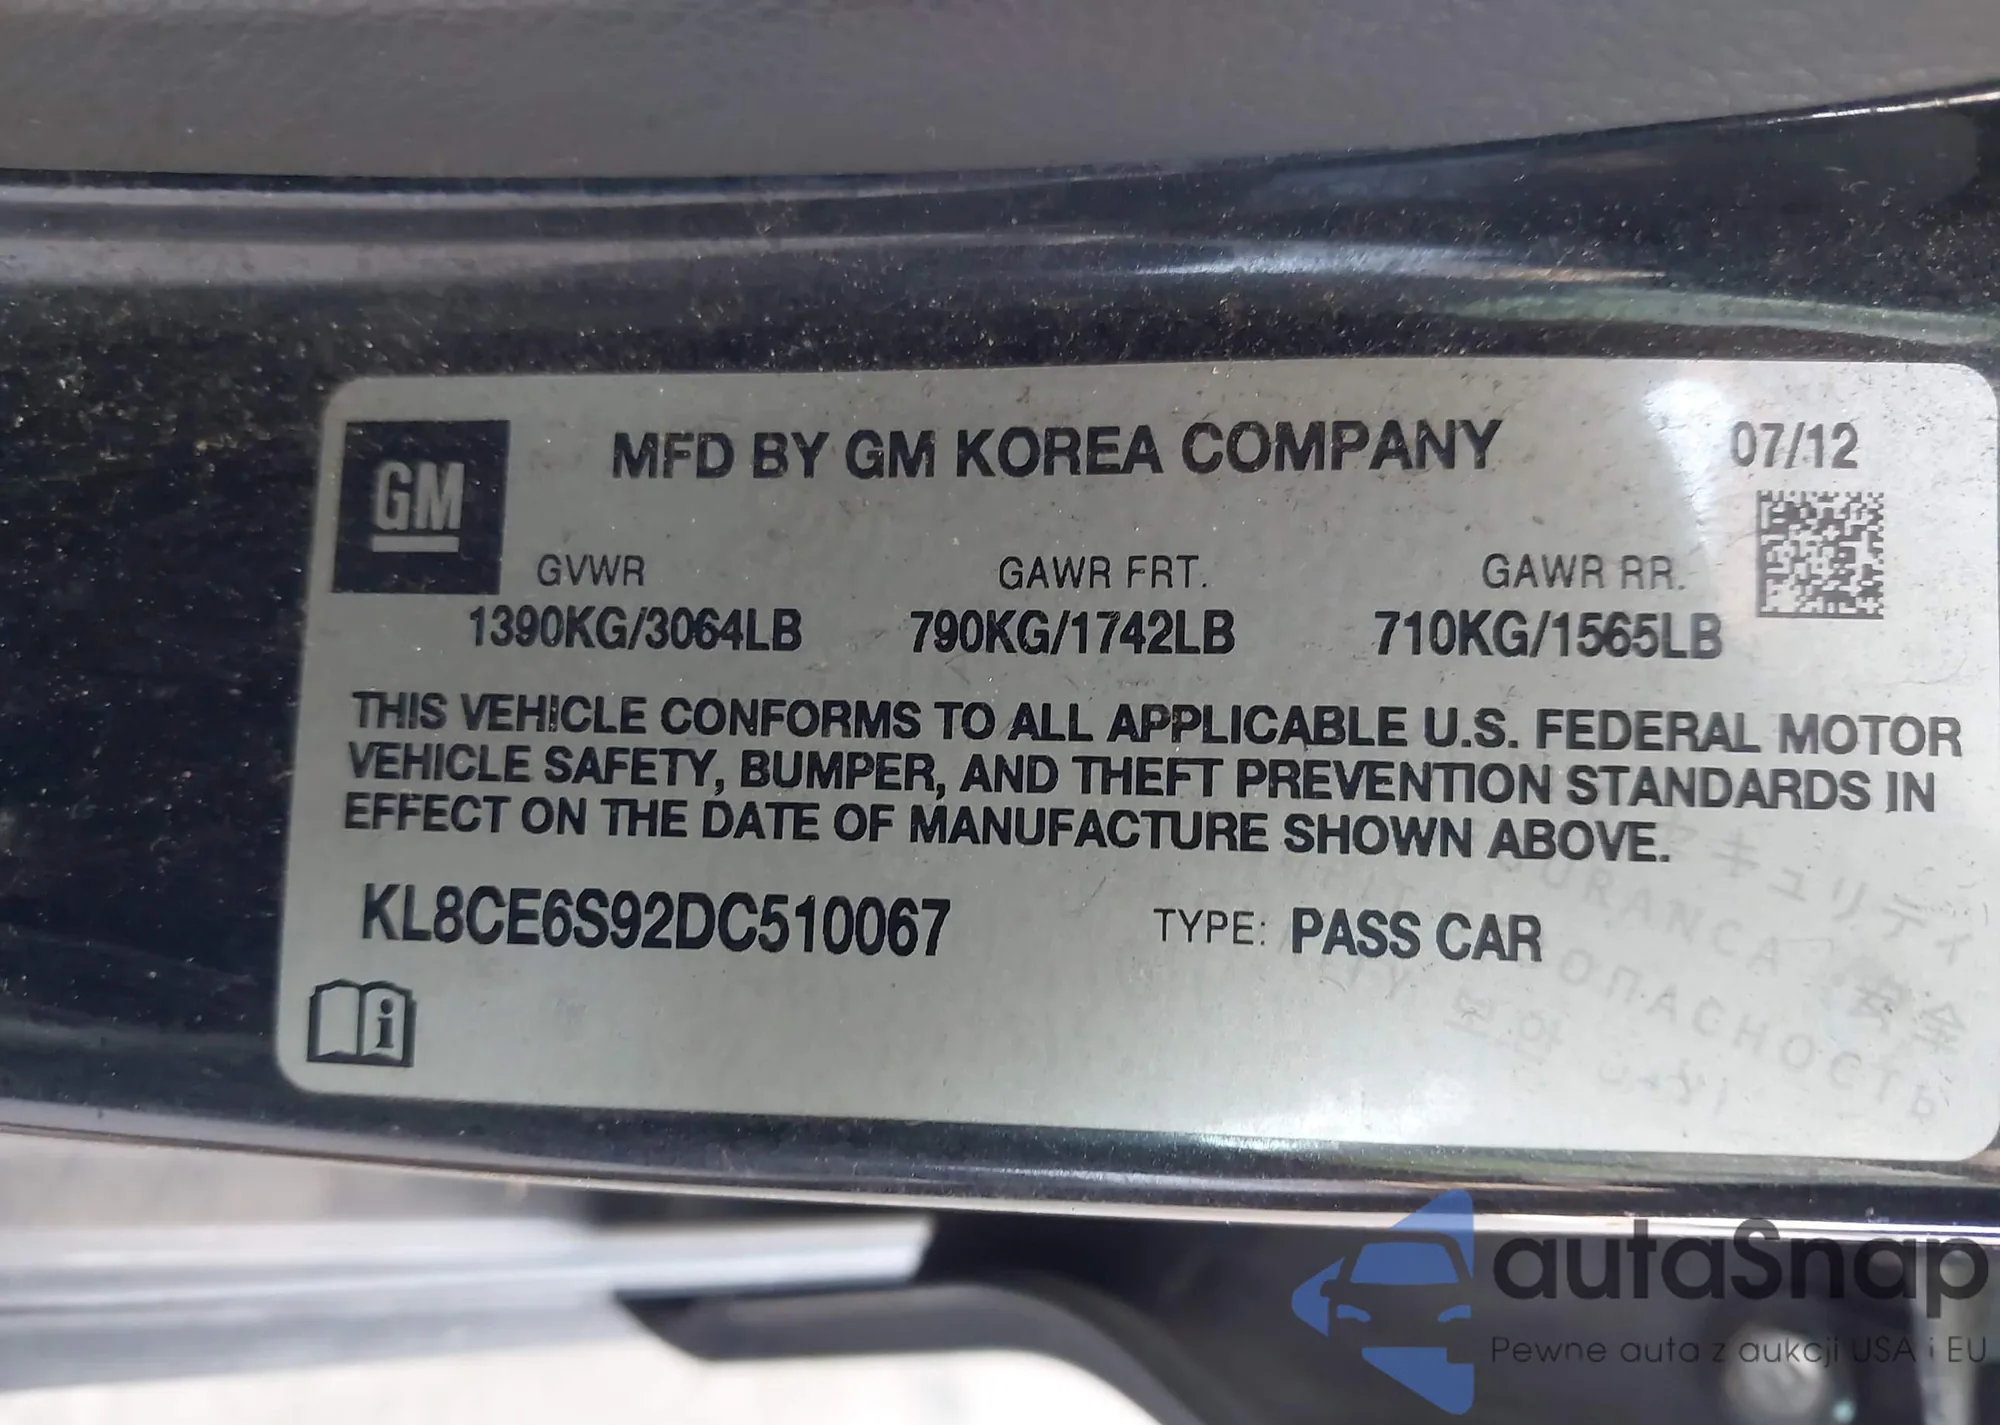 GM
MFD BY GM KOREA COMPANY
07/12
GVWR GAWR FRT. GAWR RR.
1390KG/3064LB 790KG/1742LB 710KG/1565LB
THIS VEHICLE CONFORMS TO ALL APPLICABLE U.S. FEDERAL MOTOR
VEHICLE SAFETY, BUMPER, AND THEFT PREVENTION STANDARDS IN
EFFECT ON THE DATE OF MANUFACTURE SHOWN ABOVE.
KL8CE6S92DC510067 TYPE: PASS CAR
i
autaSnap
Pewne auta z aukcji USA i EU